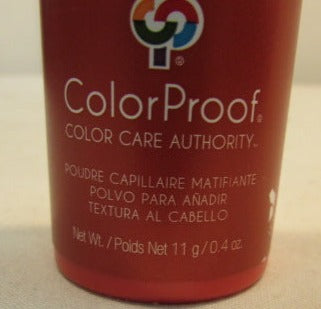 ®
ColorProof®
COLOR CARE AUTHORITY™
POUDRE CAPILLAIRE MATIFIANTE
POLVO PARA AÑADIR
TEXTURA AL CABELLO
Net Wt. / Poids Net 11 g / 0.4 oz.